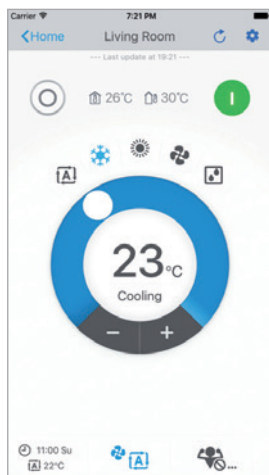 Carrier 7:21 PM
Home Living Room
--- Last update at 19:21 ---
26°C 30°C
A
23°C
Cooling
− +
11:00 Su
A 22°C A ...